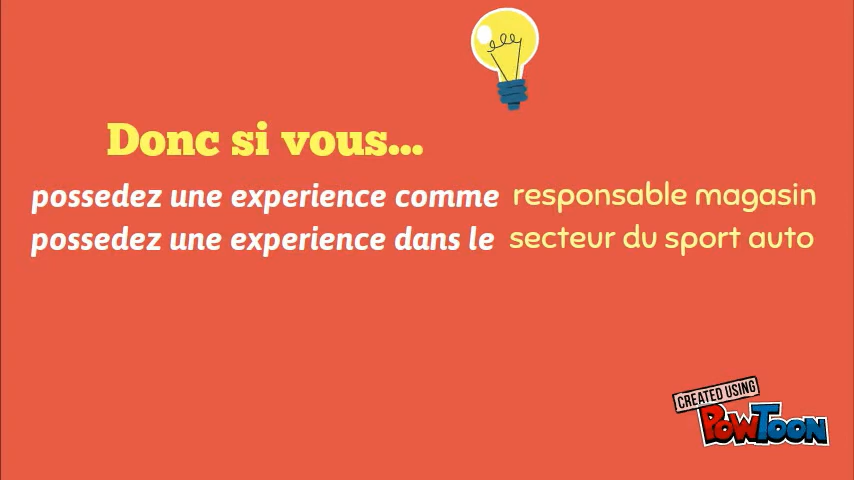 Donc si vous...
possedez une experience comme responsable magasin
possedez une experience dans le secteur du sport auto
CREATED USING
POWTOON